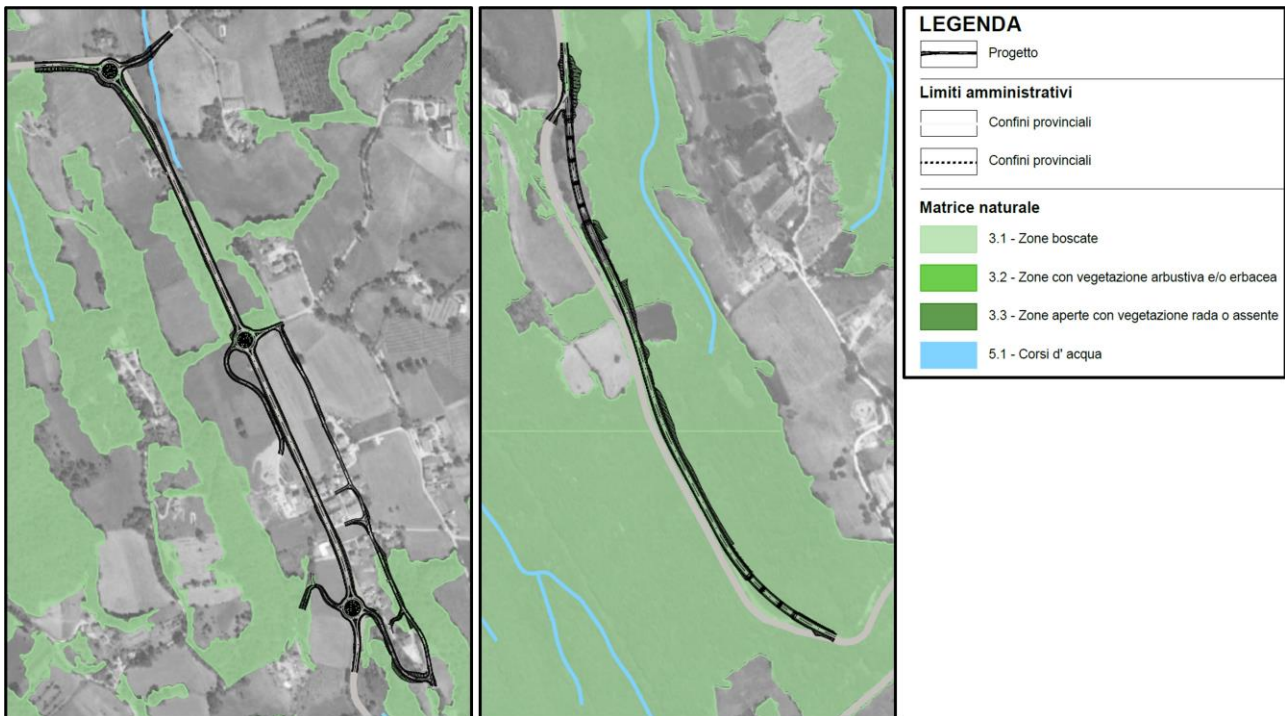 LEGENDA
Progetto
Limiti amministrativi
Confini provinciali
Confini provinciali
Matrice naturale
3.1 - Zone boscate
3.2 - Zone con vegetazione arbustiva e/o erbacea
3.3 - Zone aperte con vegetazione rada o assente
5.1 - Corsi d' acqua